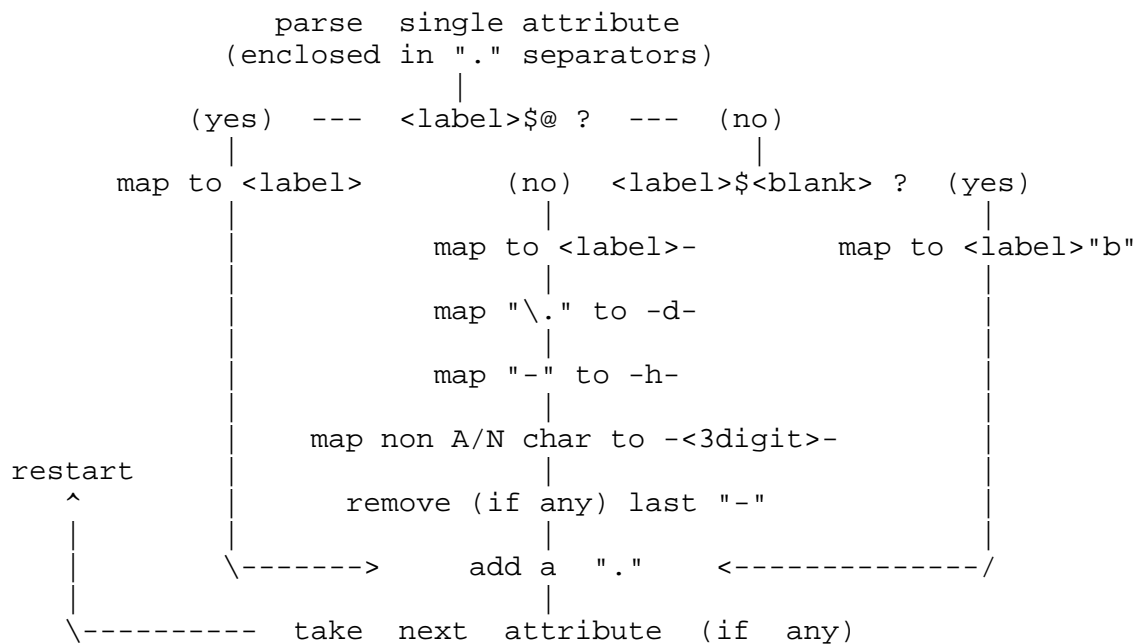 parse single attribute
(enclosed in "." separators)
|
(yes) --- <label>$@ ? --- (no)
| |
map to <label> (no) <label>$<blank> ? (yes)
| | |
| map to <label>- map to <label>"b"
| | |
| map "\." to -d- |
| | |
| map "-" to -h- |
| | |
| map non A/N char to -<3digit>- |
restart | | |
^ | remove (if any) last "-" |
| | | |
| \-------> add a "." <--------------/
| |
\---------- take next attribute (if any)